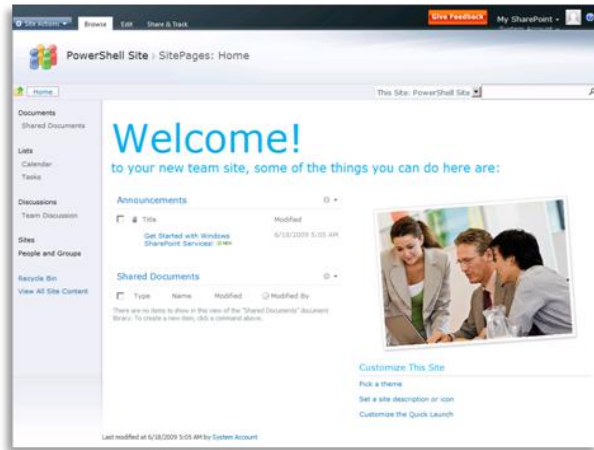 Site Actions
Browse
Edit
Share & Track
Give Feedback
My SharePoint
System Account
PowerShell Site › SitePages: Home
Home
This Site: PowerShell Site
Documents
Shared Documents
Lists
Calendar
Tasks
Discussions
Team Discussion
Sites
People and Groups
Recycle Bin
View All Site Content
Welcome!
to your new team site, some of the things you can do here are:
Announcements
Title Modified
Get Started with Windows 6/18/2009 5:05 AM
SharePoint Services! NEW
Shared Documents
Type Name Modified Modified By
There are no items to show in this view of the "Shared Documents" document
library. To create a new item, click a command above.
Customize This Site
Pick a theme
Set a site description or icon
Customize the Quick Launch
Last modified at 6/18/2009 5:05 AM by System Account